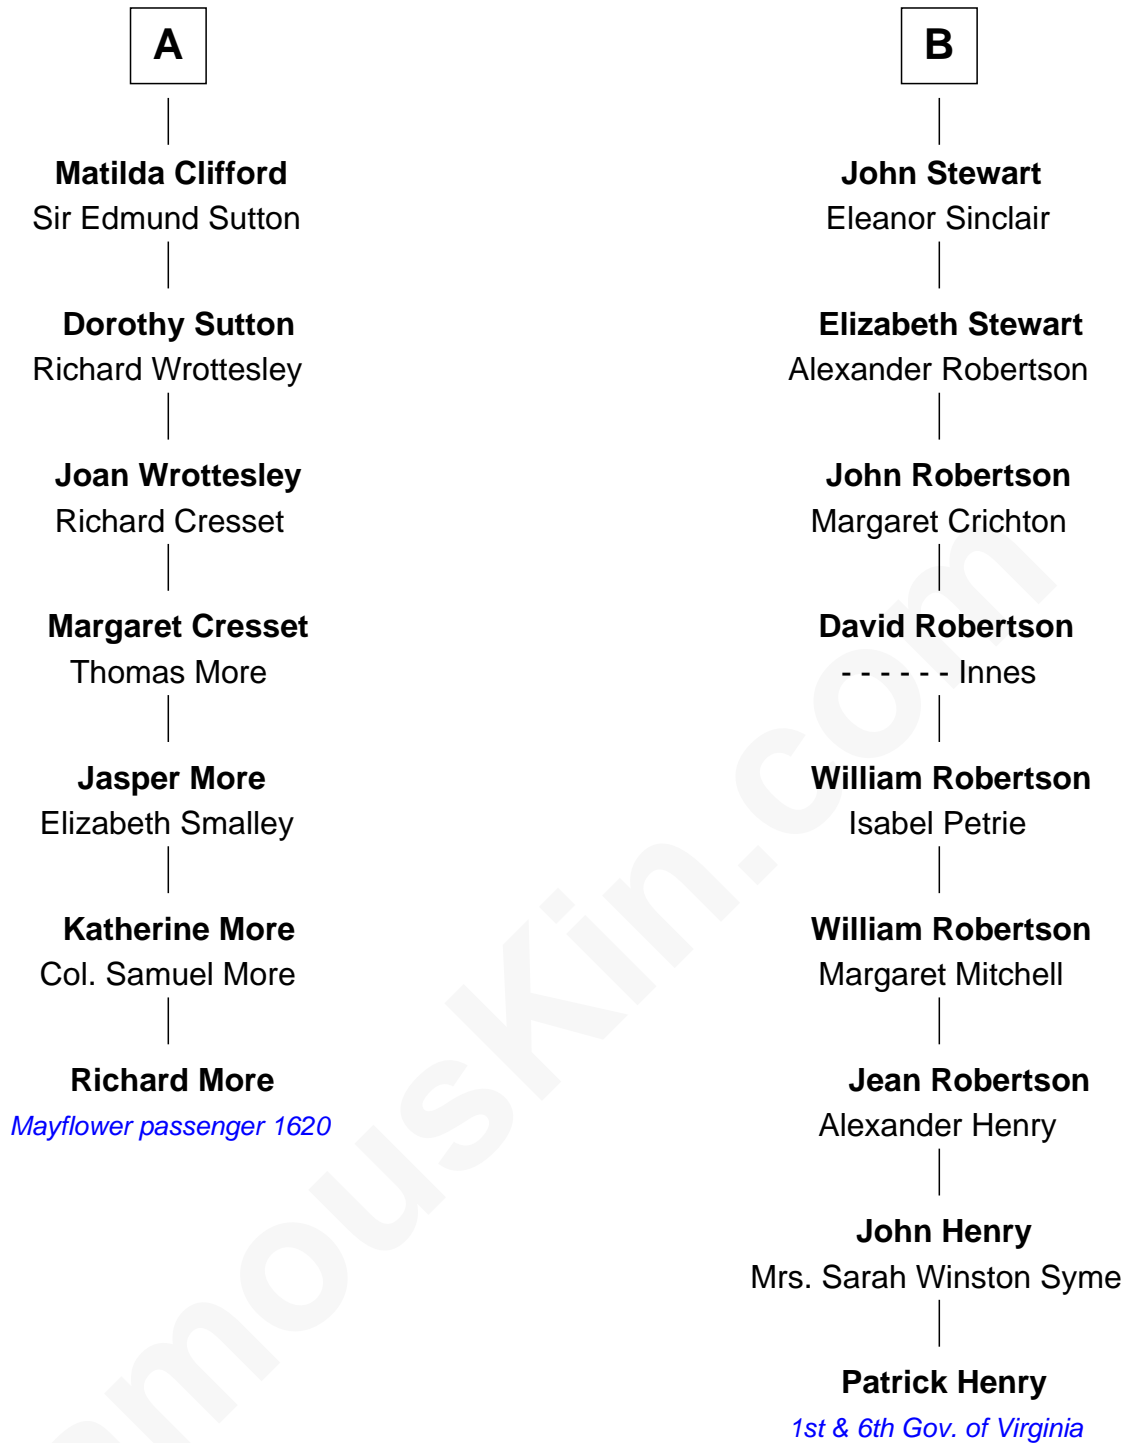 A
Matilda Clifford
Sir Edmund Sutton
Dorothy Sutton
Richard Wrottesley
Joan Wrottesley
Richard Cresset
Margaret Cresset
Thomas More
Jasper More
Elizabeth Smalley
Katherine More
Col. Samuel More
Richard More
Mayflower passenger 1620
B
John Stewart
Eleanor Sinclair
Elizabeth Stewart
Alexander Robertson
John Robertson
Margaret Crichton
David Robertson
- - - - - - Innes
William Robertson
Isabel Petrie
William Robertson
Margaret Mitchell
Jean Robertson
Alexander Henry
John Henry
Mrs. Sarah Winston Syme
Patrick Henry
1st & 6th Gov. of Virginia
amouskin.com